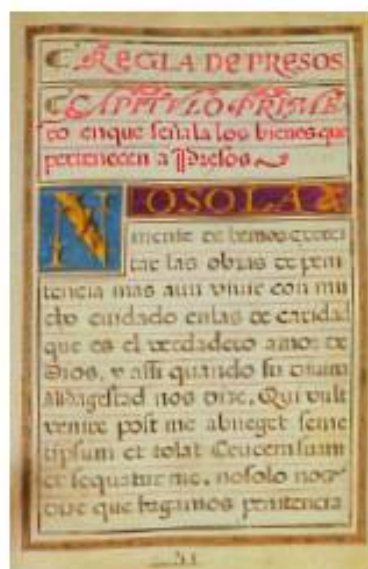 REGLA DE PRESOS
CAPITVLO PRIME
ro enque señala los bienes que
pertenecen a Presos
NOSOLA
mente debemos exerci
tar las obras de peni
tencia mas aun viuir con mu
cho cuidado enlas de caridad
que es el verdadero amor de
Dios, y assi quando su diuina
Magestad nos dize, Qui vult
venire post me abneget seme
tipsum et tolat Crucem suam
et sequatur me, nosolo nos
dize que hagamos penitencia